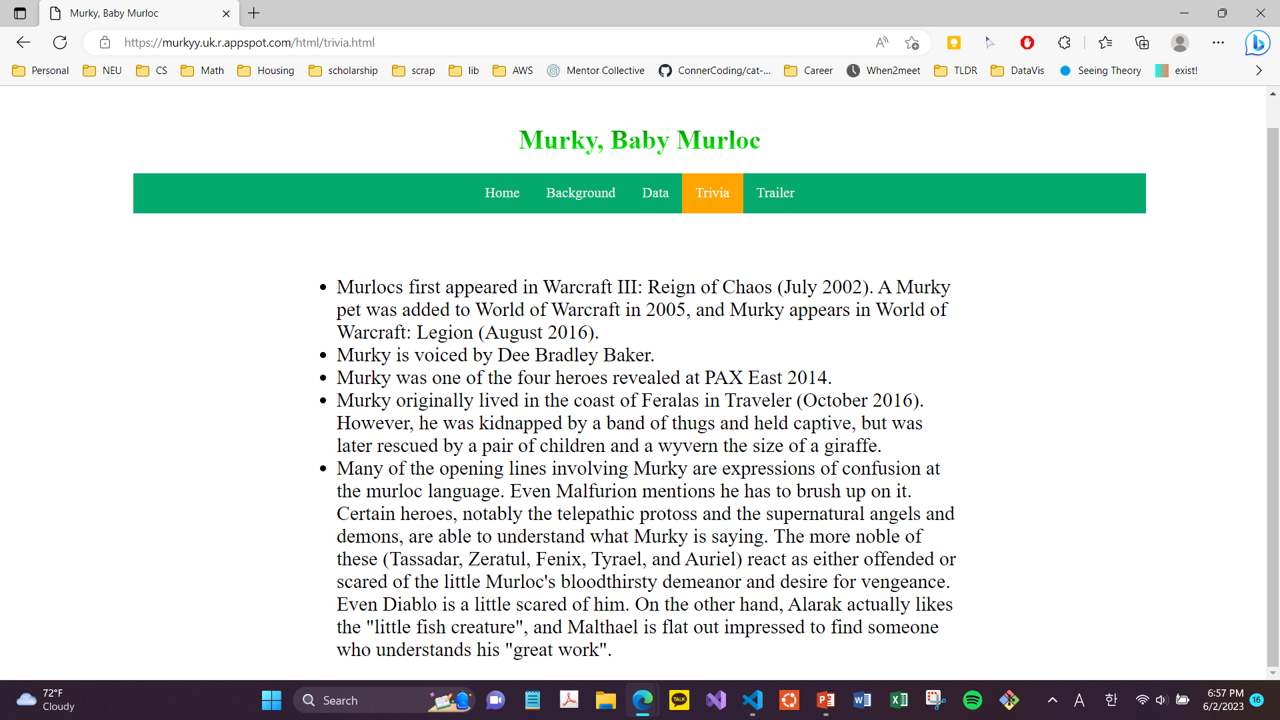 Murky, Baby Murloc
https://murkyy.uk.r.appspot.com/html/trivia.html
Personal NEU CS Math Housing scholarship scrap lib AWS Mentor Collective ConnerCoding/cat-... Career When2meet TLDR DataVis Seeing Theory exist!
Murky, Baby Murloc
Home Background Data Trivia Trailer
• Murlocs first appeared in Warcraft III: Reign of Chaos (July 2002). A Murky
pet was added to World of Warcraft in 2005, and Murky appears in World of
Warcraft: Legion (August 2016).
• Murky is voiced by Dee Bradley Baker.
• Murky was one of the four heroes revealed at PAX East 2014.
• Murky originally lived in the coast of Feralas in Traveler (October 2016).
However, he was kidnapped by a band of thugs and held captive, but was
later rescued by a pair of children and a wyvern the size of a giraffe.
• Many of the opening lines involving Murky are expressions of confusion at
the murloc language. Even Malfurion mentions he has to brush up on it.
Certain heroes, notably the telepathic protoss and the supernatural angels and
demons, are able to understand what Murky is saying. The more noble of
these (Tassadar, Zeratul, Fenix, Tyrael, and Auriel) react as either offended or
scared of the little Murloc's bloodthirsty demeanor and desire for vengeance.
Even Diablo is a little scared of him. On the other hand, Alarak actually likes
the "little fish creature", and Malthael is flat out impressed to find someone
who understands his "great work".
72°F
Cloudy
Search
TALK
A 한
6:57 PM
6/2/2023
16